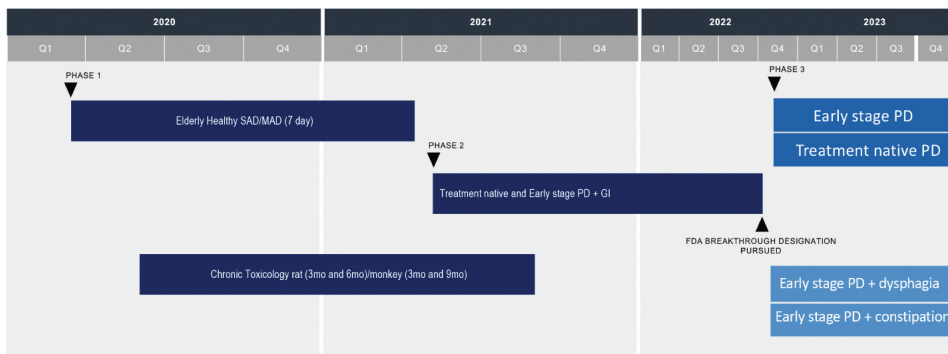 2020 2021 2022 2023
Q1 Q2 Q3 Q4 Q1 Q2 Q3 Q4 Q1 Q2 Q3 Q4 Q1 Q2 Q3 Q4
PHASE 1
PHASE 3
Elderly Healthy SAD/MAD (7 day)
Early stage PD
Treatment native PD
PHASE 2
Treatment native and Early stage PD + GI
FDA BREAKTHROUGH DESIGNATION
PURSUED
Chronic Toxicology rat (3mo and 6mo)/monkey (3mo and 9mo)
Early stage PD + dysphagia
Early stage PD + constipation